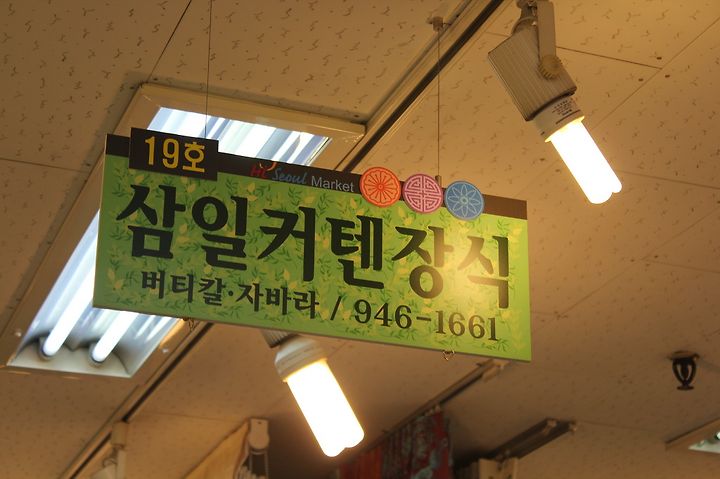 19호
Hi Seoul Market
삼일커텐장식
버티칼·자바라 / 946-1661